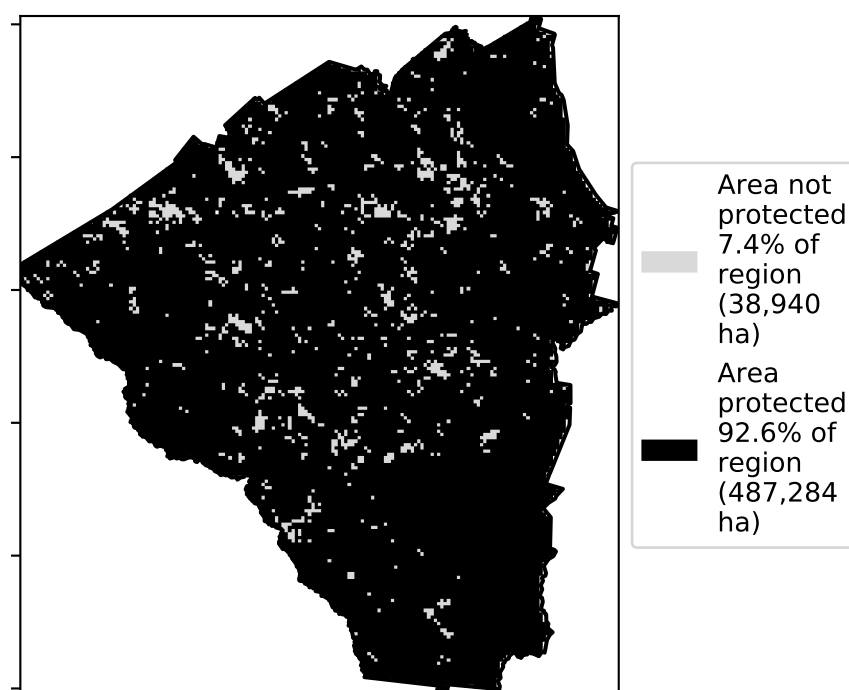 Area not
protected
7.4% of
region
(38,940
ha)
Area
protected
92.6% of
region
(487,284
ha)